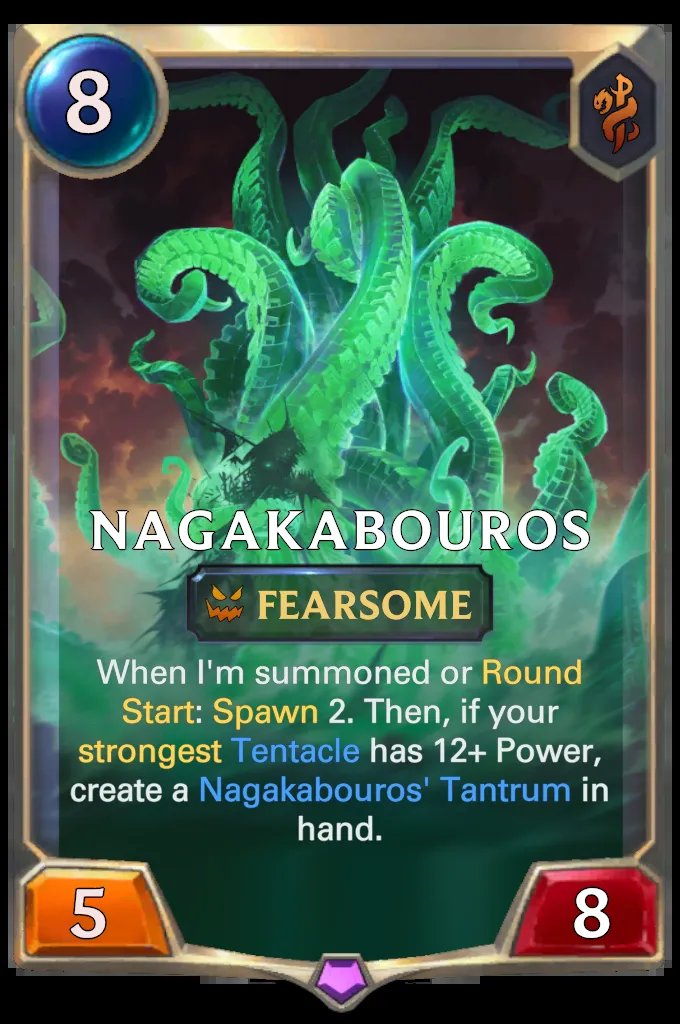 8
NAGAKABOUROS
FEARSOME
When I'm summoned or Round
Start: Spawn 2. Then, if your
strongest Tentacle has 12+ Power,
create a Nagakabouros' Tantrum in
hand.
5
8